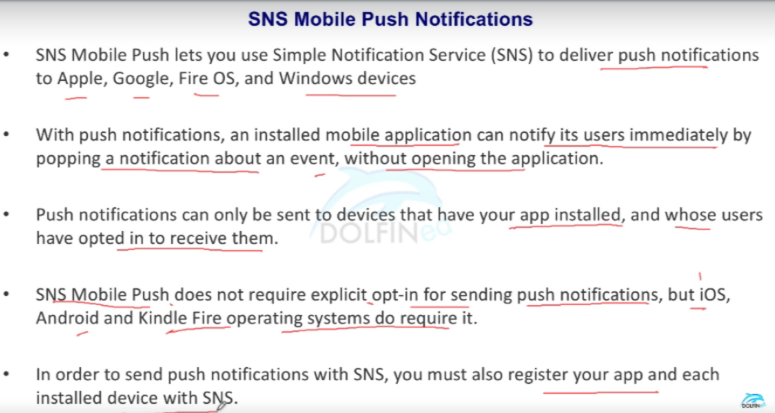 SNS Mobile Push Notifications
• SNS Mobile Push lets you use Simple Notification Service (SNS) to deliver push notifications
to Apple, Google, Fire OS, and Windows devices
• With push notifications, an installed mobile application can notify its users immediately by
popping a notification about an event, without opening the application.
• Push notifications can only be sent to devices that have your app installed, and whose users
have opted in to receive them.
DOLFINed
• SNS Mobile Push does not require explicit opt-in for sending push notifications, but iOS,
Android and Kindle Fire operating systems do require it.
• In order to send push notifications with SNS, you must also register your app and each
installed device with SNS.
DOLFINed